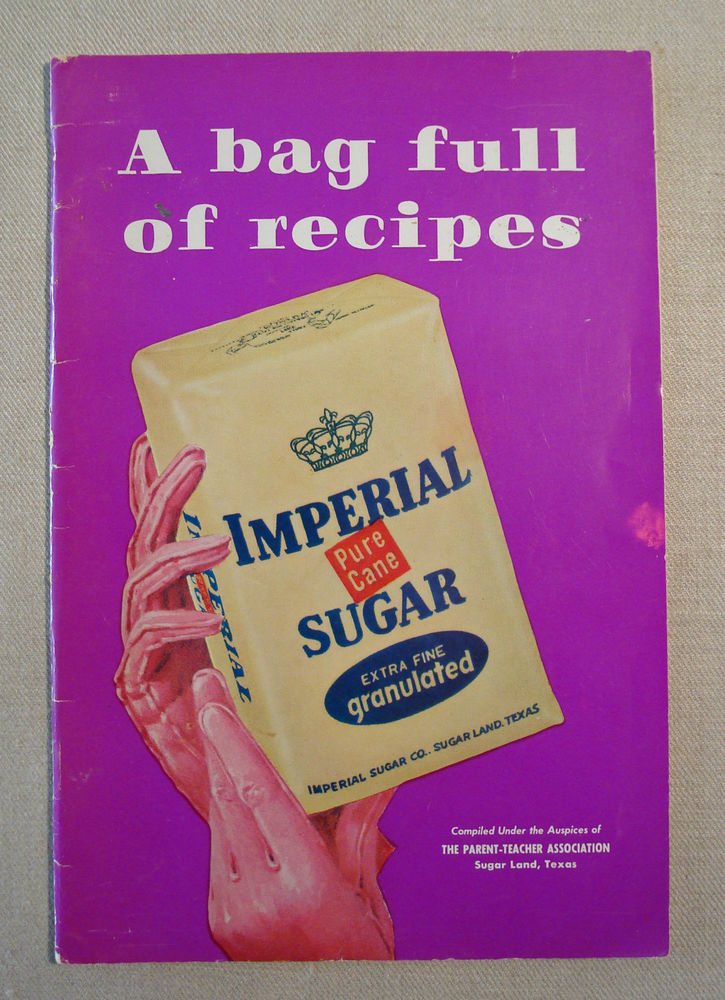 A bag full
of recipes
IMPERIAL
Pure
Cane
SUGAR
EXTRA FINE
granulated
IMPERIAL SUGAR CO., SUGAR LAND, TEXAS
IMPERIAL
Compiled Under the Auspices of
THE PARENT-TEACHER ASSOCIATION
Sugar Land, Texas